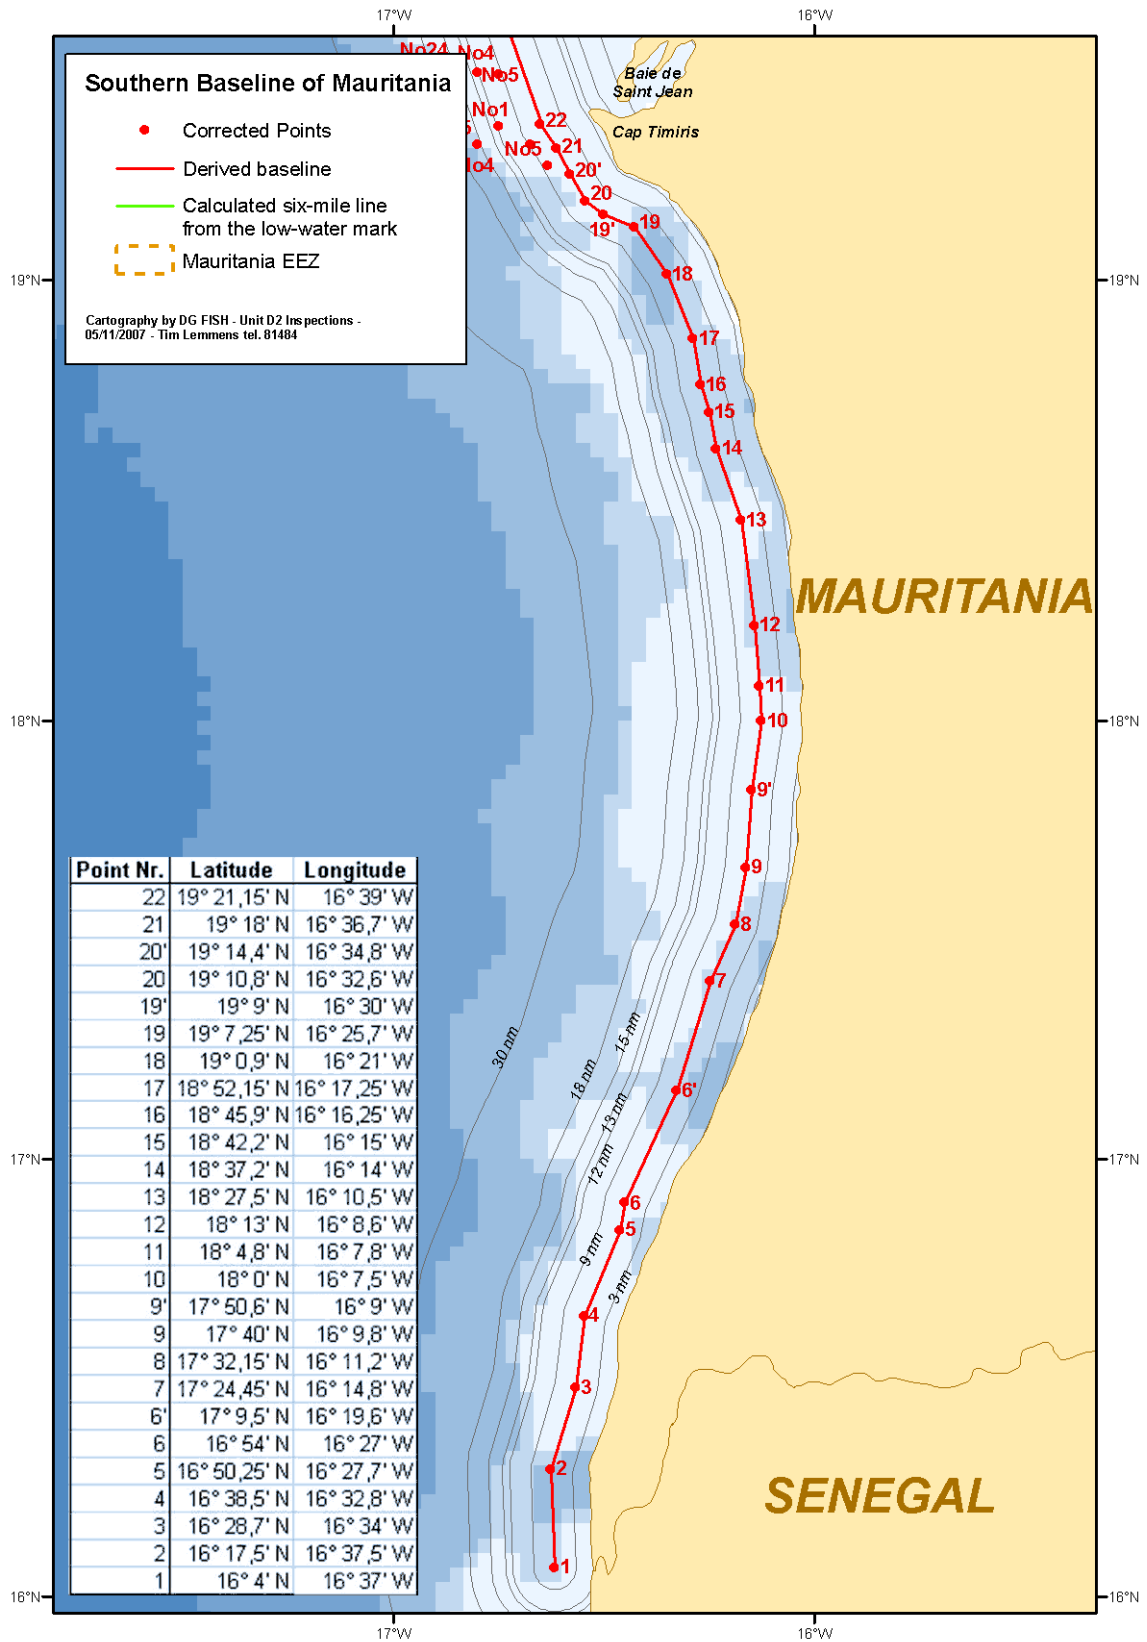 17°W
16°W
No24
No4
No5
No1
5
No5
No4
Southern Baseline of Mauritania
Corrected Points
Derived baseline
Calculated six-mile line
from the low-water mark
Mauritania EEZ
Cartography by DG FISH - Unit D2 Inspections -
05/11/2007 - Tim Lemmens tel. 81484
Baie de
Saint Jean
Cap Timiris
22
21
20'
20
19'
19
18
17
16
15
14
13
12
11
10
9'
9
8
7
6'
6
5
4
3
2
1
19°N
19°N
18°N
18°N
17°N
17°N
16°N
16°N
MAURITANIA
SENEGAL
30 nm
18 nm
15 nm
13 nm
12 nm
9 nm
3 nm
Point Nr. Latitude Longitude
22 19° 21,15' N 16° 39' W
21 19° 18' N 16° 36,7' W
20' 19° 14,4' N 16° 34,8' W
20 19° 10,8' N 16° 32,6' W
19' 19° 9' N 16° 30' W
19 19° 7,25' N 16° 25,7' W
18 19° 0,9' N 16° 21' W
17 18° 52,15' N 16° 17,25' W
16 18° 45,9' N 16° 16,25' W
15 18° 42,2' N 16° 15' W
14 18° 37,2' N 16° 14' W
13 18° 27,5' N 16° 10,5' W
12 18° 13' N 16° 8,6' W
11 18° 4,8' N 16° 7,8' W
10 18° 0' N 16° 7,5' W
9' 17° 50,6' N 16° 9' W
9 17° 40' N 16° 9,8' W
8 17° 32,15' N 16° 11,2' W
7 17° 24,45' N 16° 14,8' W
6' 17° 9,5' N 16° 19,6' W
6 16° 54' N 16° 27' W
5 16° 50,25' N 16° 27,7' W
4 16° 38,5' N 16° 32,8' W
3 16° 28,7' N 16° 34' W
2 16° 17,5' N 16° 37,5' W
1 16° 4' N 16° 37' W
17°W
16°W